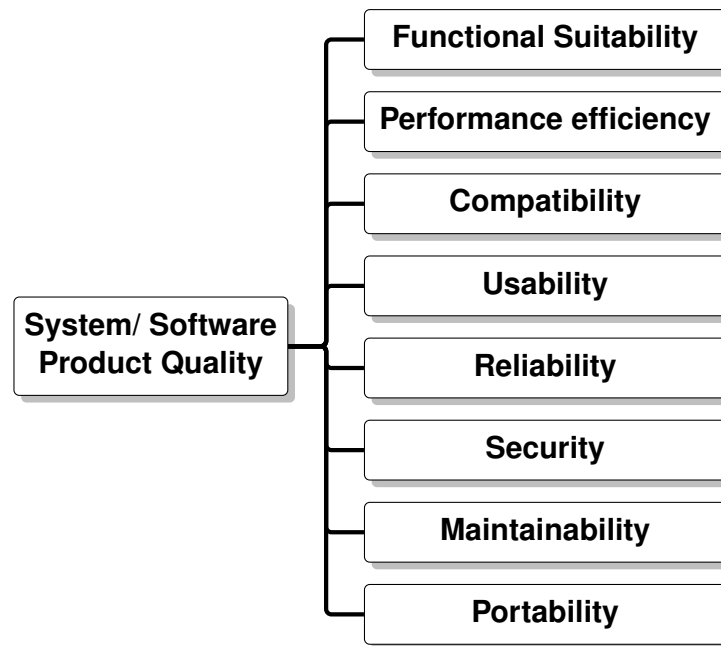 Functional Suitability
Performance efficiency
Compatibility
Usability
System/ Software
Product Quality
Reliability
Security
Maintainability
Portability